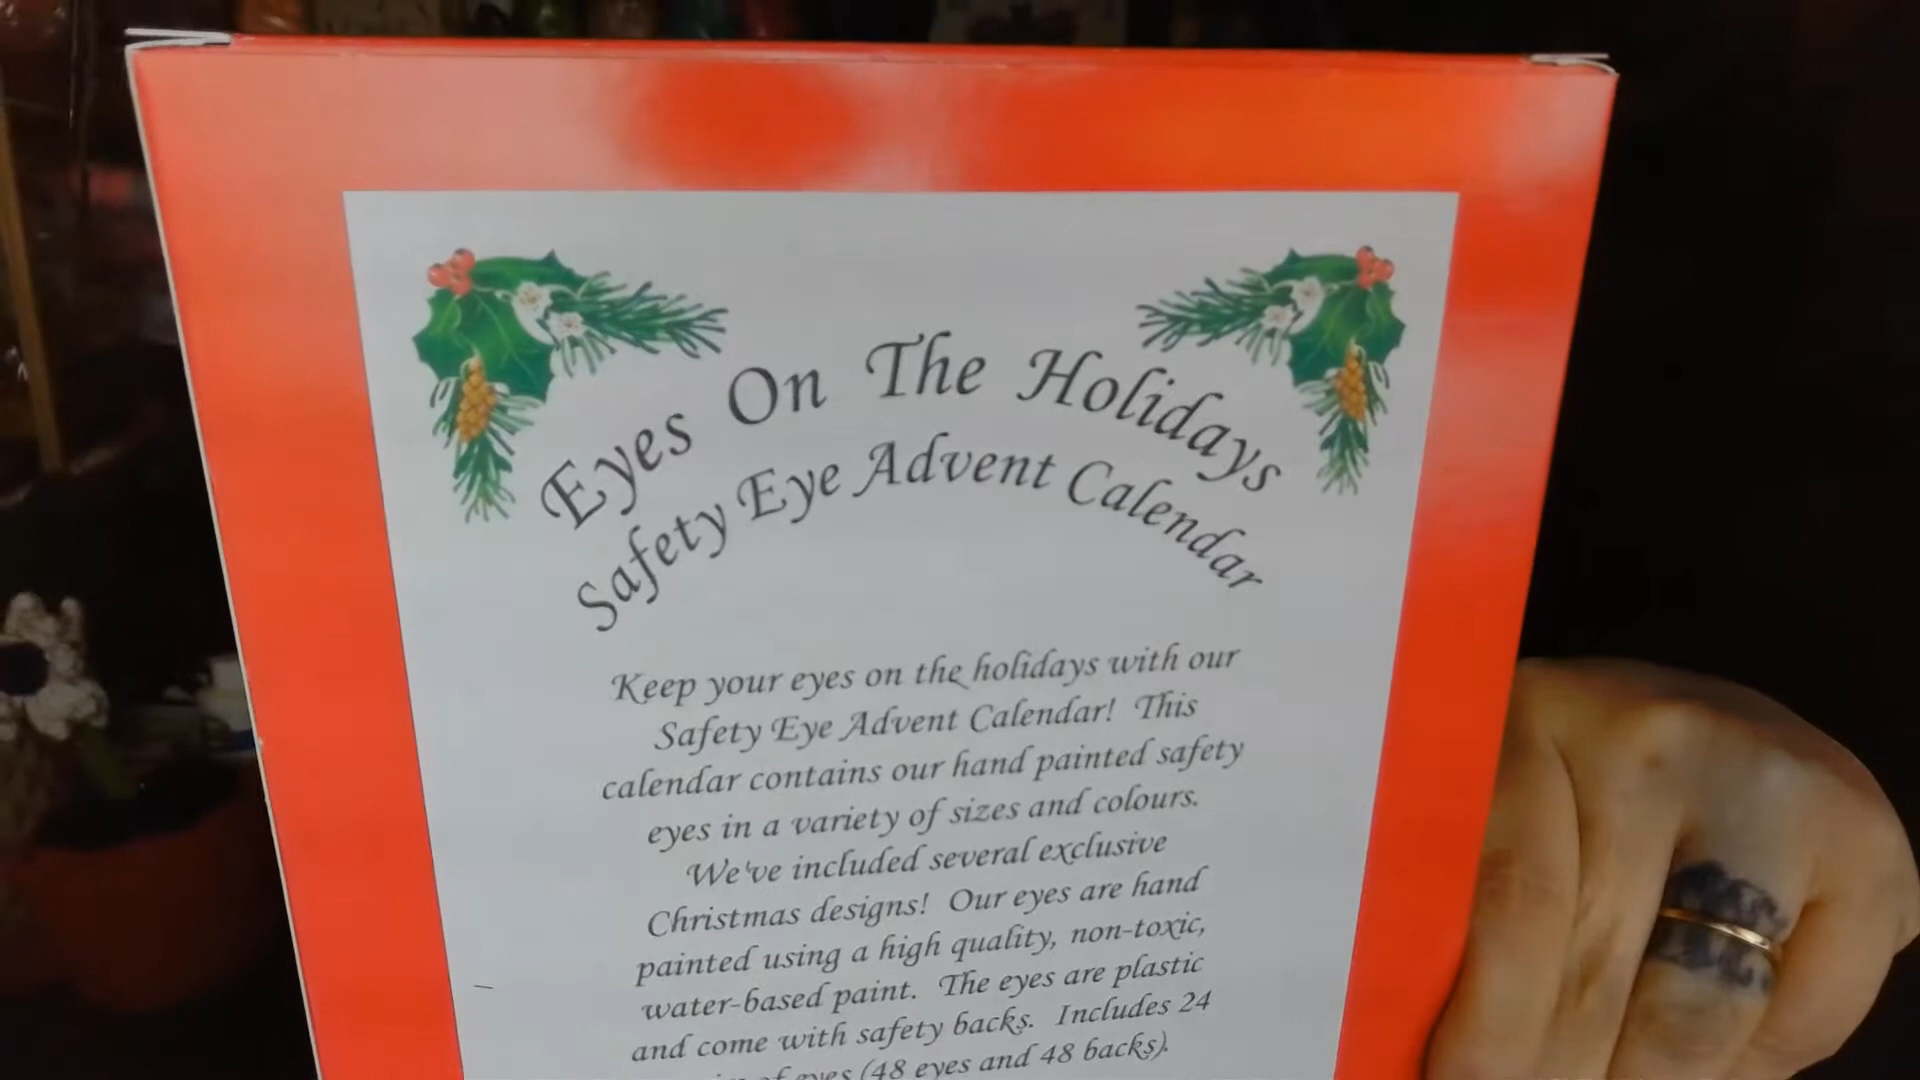 Eyes On The Holidays
Safety Eye Advent Calendar
Keep your eyes on the holidays with our
Safety Eye Advent Calendar! This
calendar contains our hand painted safety
eyes in a variety of sizes and colours.
We've included several exclusive
Christmas designs! Our eyes are hand
painted using a high quality, non-toxic,
water-based paint. The eyes are plastic
and come with safety backs. Includes 24
of eyes (48 eyes and 48 backs).